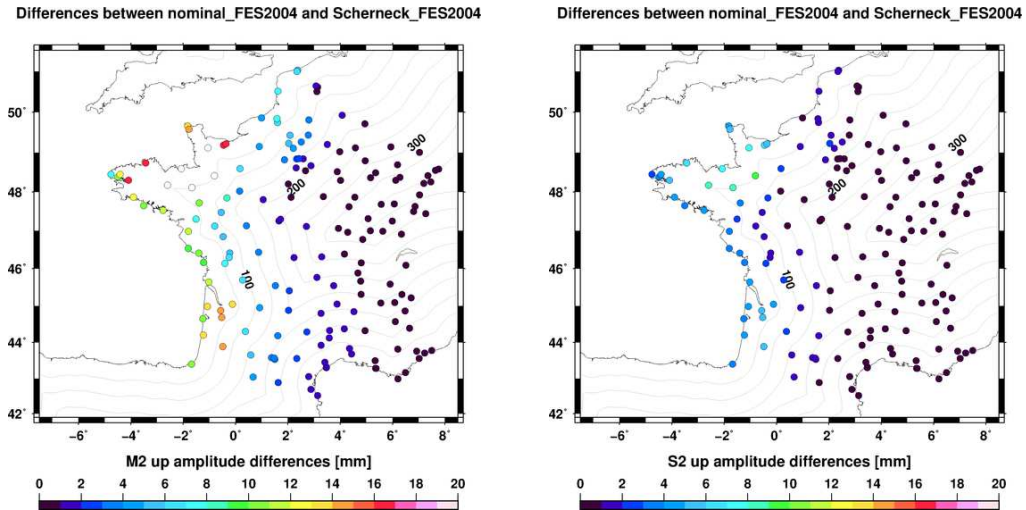 Differences between nominal_FES2004 and Scherneck_FES2004
50°
48°
46°
44°
42°
300
200
100
−6° −4° −2° 0° 2° 4° 6° 8°
M2 up amplitude differences [mm]
0 2 4 6 8 10 12 14 16 18 20
Differences between nominal_FES2004 and Scherneck_FES2004
50°
48°
46°
44°
42°
300
200
100
−6° −4° −2° 0° 2° 4° 6° 8°
S2 up amplitude differences [mm]
0 2 4 6 8 10 12 14 16 18 20